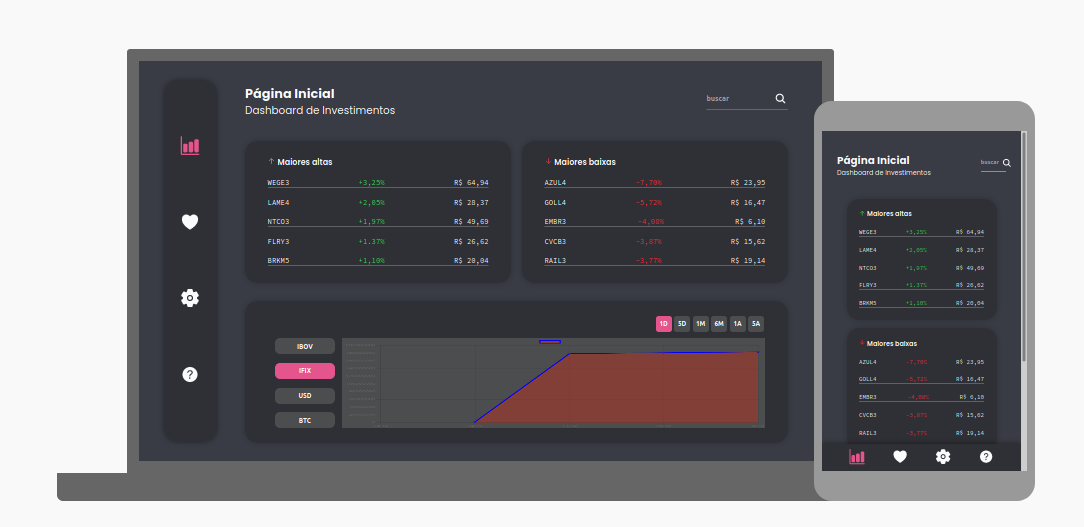 Página Inicial
Dashboard de Investimentos
buscar
↑ Maiores altas
WEGE3 +3,25% R$ 64,94
LAME4 +2,05% R$ 28,37
NTCO3 +1,97% R$ 49,69
FLRY3 +1.37% R$ 26,62
BRKM5 +1,10% R$ 20,04
↓ Maiores baixas
AZUL4 -7,70% R$ 23,95
GOLL4 -5,72% R$ 16,47
EMBR3 -4,08% R$ 6,10
CVCB3 -3,87% R$ 15,62
RAIL3 -3,77% R$ 19,14
1D 5D 1M 6M 1A 5A
IBOV
IFIX
USD
BTC
Página Inicial
Dashboard de Investimentos
buscar
↑ Maiores altas
WEGE3 +3,25% R$ 64,94
LAME4 +2,05% R$ 28,37
NTCO3 +1,97% R$ 49,69
FLRY3 +1.37% R$ 26,62
BRKM5 +1,10% R$ 20,04
↓ Maiores baixas
AZUL4 -7,70% R$ 23,95
GOLL4 -5,72% R$ 16,47
EMBR3 -4,08% R$ 6,10
CVCB3 -3,87% R$ 15,62
RAIL3 -3,77% R$ 19,14